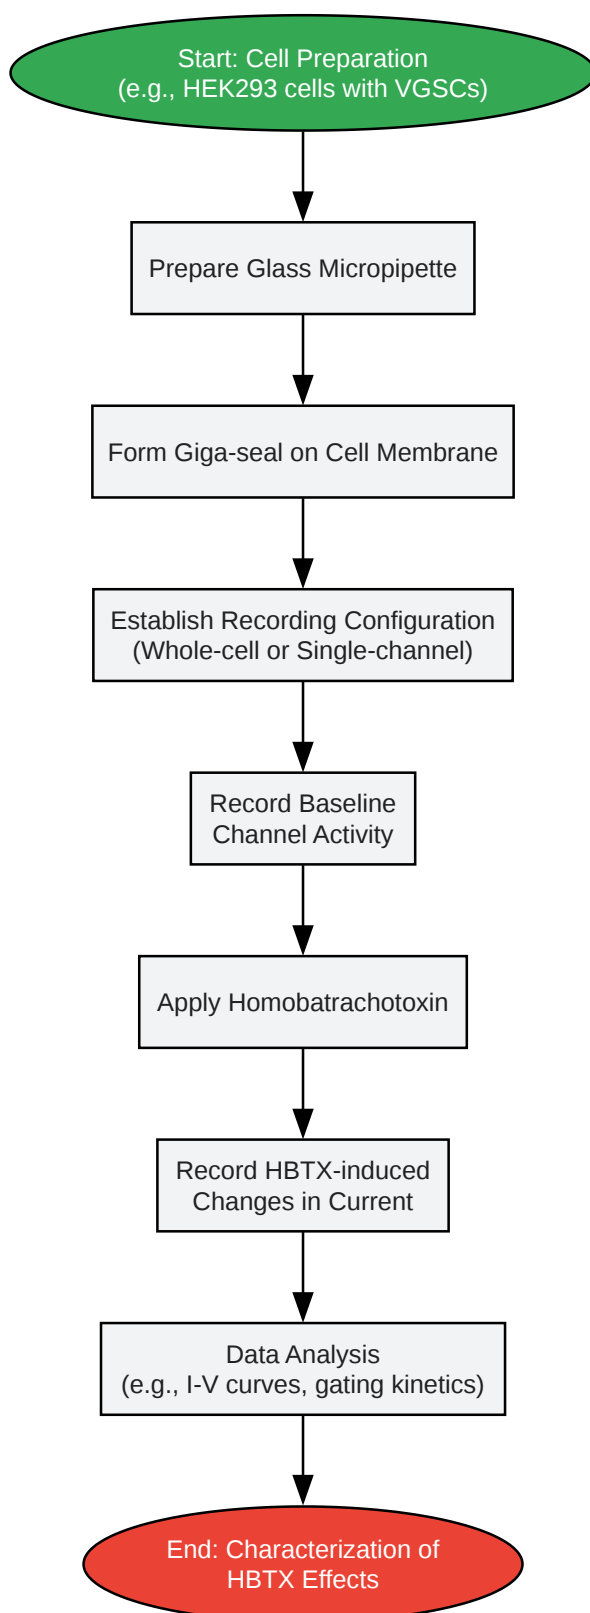 Start: Cell Preparation
(e.g., HEK293 cells with VGSCs)
Prepare Glass Micropipette
Form Giga-seal on Cell Membrane
Establish Recording Configuration
(Whole-cell or Single-channel)
Record Baseline
Channel Activity
Apply Homobatrachotoxin
Record HBTX-induced
Changes in Current
Data Analysis
(e.g., I-V curves, gating kinetics)
End: Characterization of
HBTX Effects